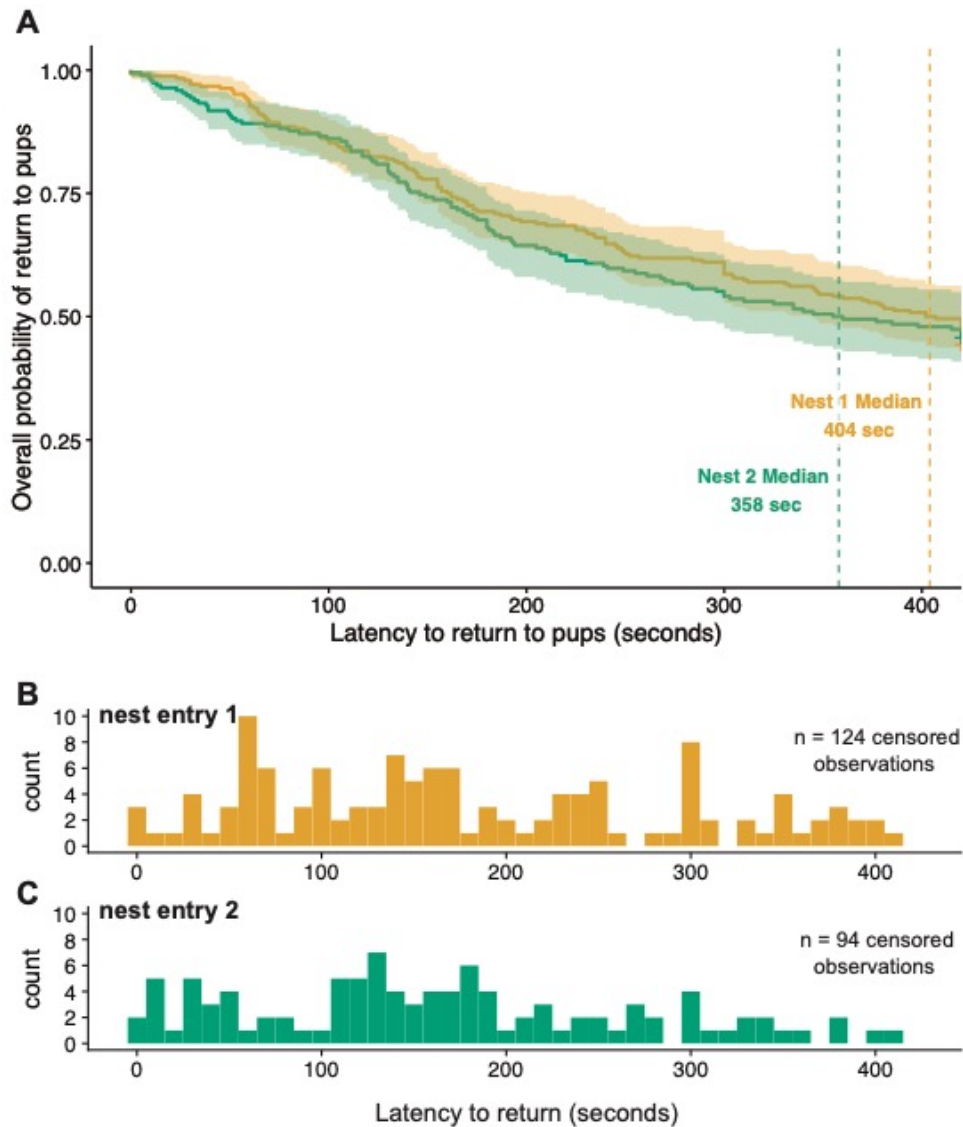 A
Overall probability of return to pups
1.00
0.75
0.50
0.25
0.00
Nest 1 Median
404 sec
Nest 2 Median
358 sec
0 100 200 300 400
Latency to return to pups (seconds)
B
nest entry 1
count
10
8
6
4
2
0
n = 124 censored
observations
0 100 200 300 400
C
nest entry 2
count
10
8
6
4
2
0
n = 94 censored
observations
0 100 200 300 400
Latency to return (seconds)